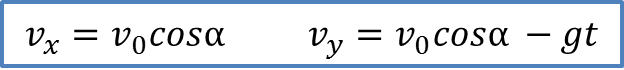 vₓ = v₀cosα vᵧ = v₀cosα − gt